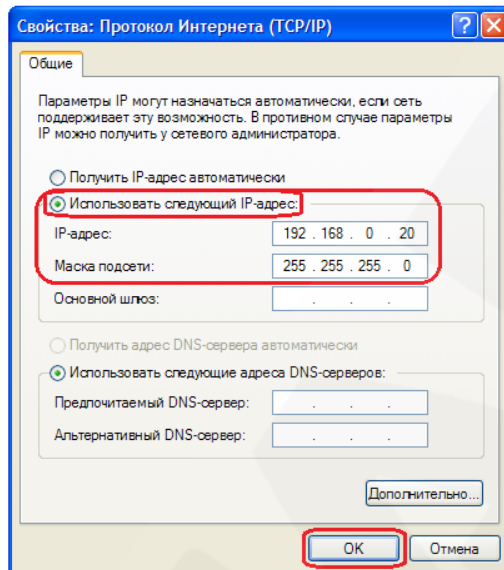 Свойства: Протокол Интернета (TCP/IP)
Общие
Параметры IP могут назначаться автоматически, если сеть
поддерживает эту возможность. В противном случае параметры
IP можно получить у сетевого администратора.
Получить IP-адрес автоматически
Использовать следующий IP-адрес:
IP-адрес: 192 . 168 . 0 . 20
Маска подсети: 255 . 255 . 255 . 0
Основной шлюз: . . .
Получить адрес DNS-сервера автоматически
Использовать следующие адреса DNS-серверов:
Предпочитаемый DNS-сервер: . . .
Альтернативный DNS-сервер: . . .
Дополнительно...
OK Отмена